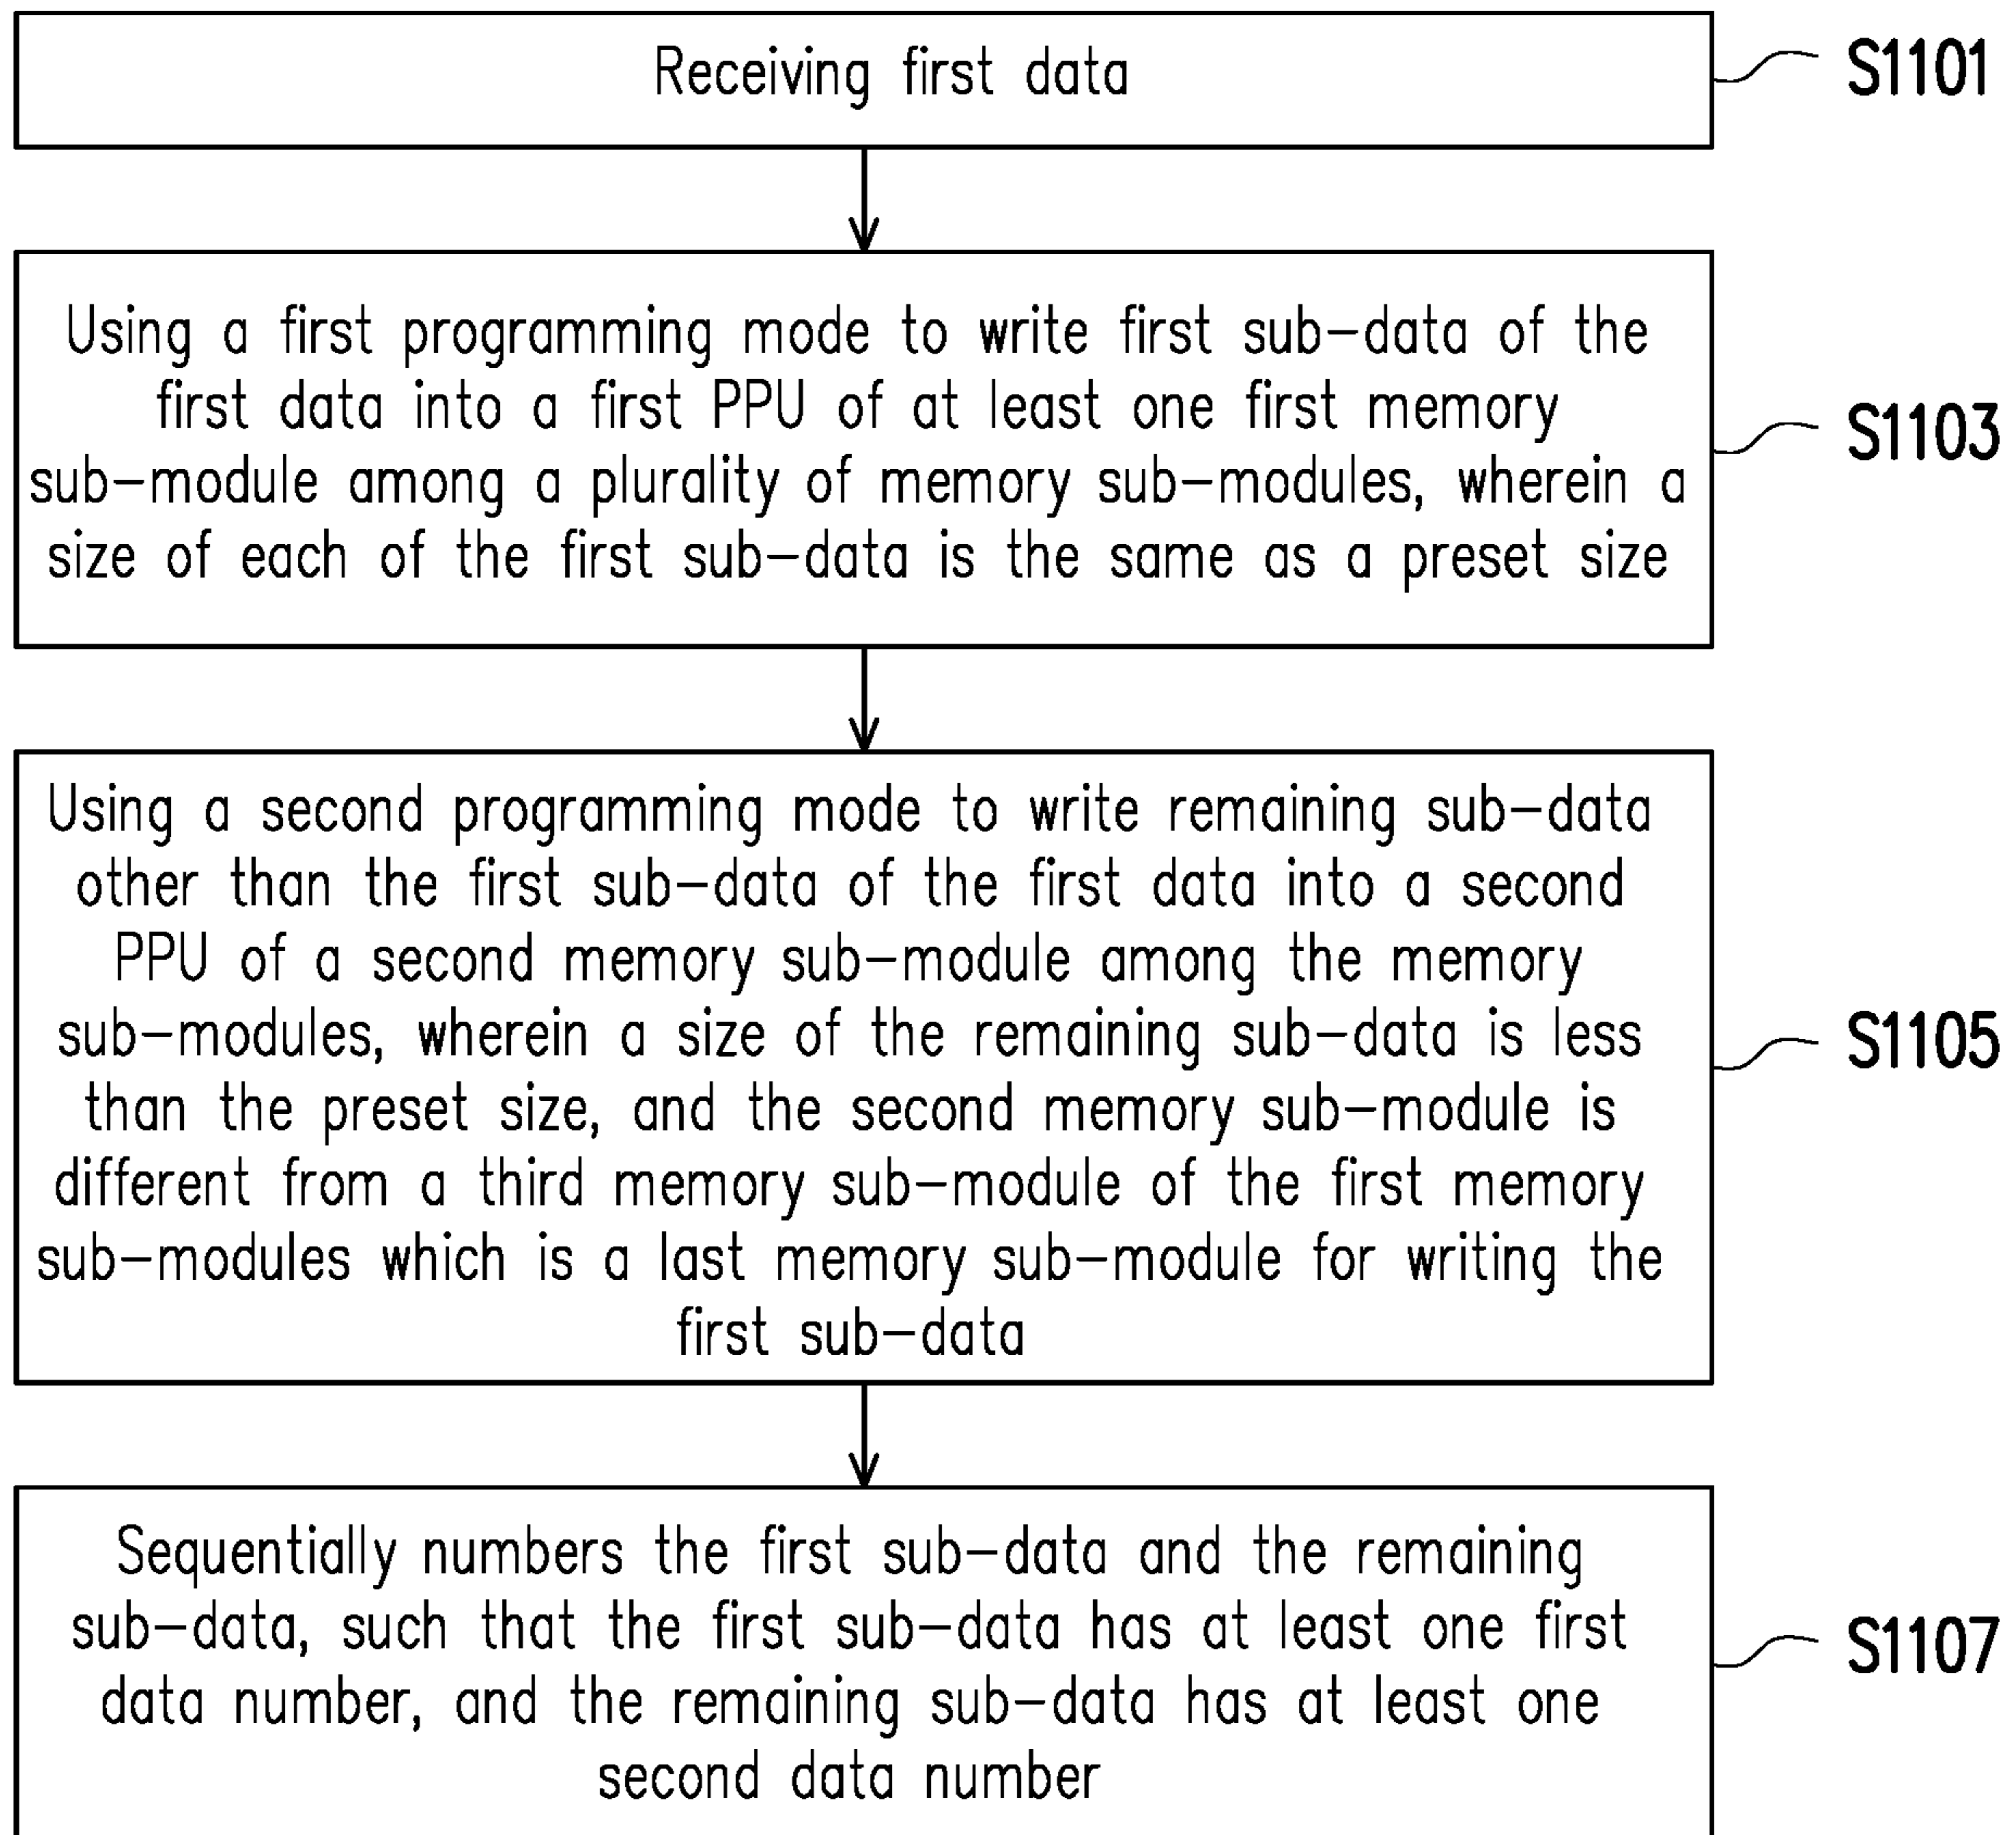 Receiving first data
S1101
Using a first programming mode to write first sub-data of the
first data into a first PPU of at least one first memory
sub-module among a plurality of memory sub-modules, wherein a
size of each of the first sub-data is the same as a preset size
S1103
Using a second programming mode to write remaining sub-data
other than the first sub-data of the first data into a second
PPU of a second memory sub-module among the memory
sub-modules, wherein a size of the remaining sub-data is less
than the preset size, and the second memory sub-module is
different from a third memory sub-module of the first memory
sub-modules which is a last memory sub-module for writing the
first sub-data
S1105
Sequentially numbers the first sub-data and the remaining
sub-data, such that the first sub-data has at least one first
data number, and the remaining sub-data has at least one
second data number
S1107